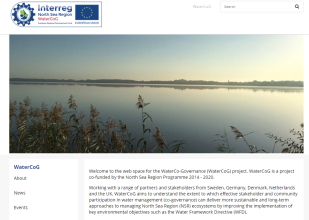 Interreg
North Sea Region
WaterCoG
EUROPEAN UNION
WaterCoG
Search
WaterCoG
About
News
Events
Welcome to the web space for the WaterCo-Governance (WaterCoG) project. WaterCoG is a project
co-funded by the North Sea Region Programme 2014 - 2020.
Working with a range of partners and stakeholders from Sweden, Germany, Denmark, Netherlands
and the UK, WaterCoG aims to understand the extent to which effective stakeholder and community
participation in water management (co-governance) can deliver more sustainable and long-term
approaches to managing North Sea Region (NSR) ecosystems by improving the implementation of
key environmental objectives such as the Water Framework Directive (WFD).